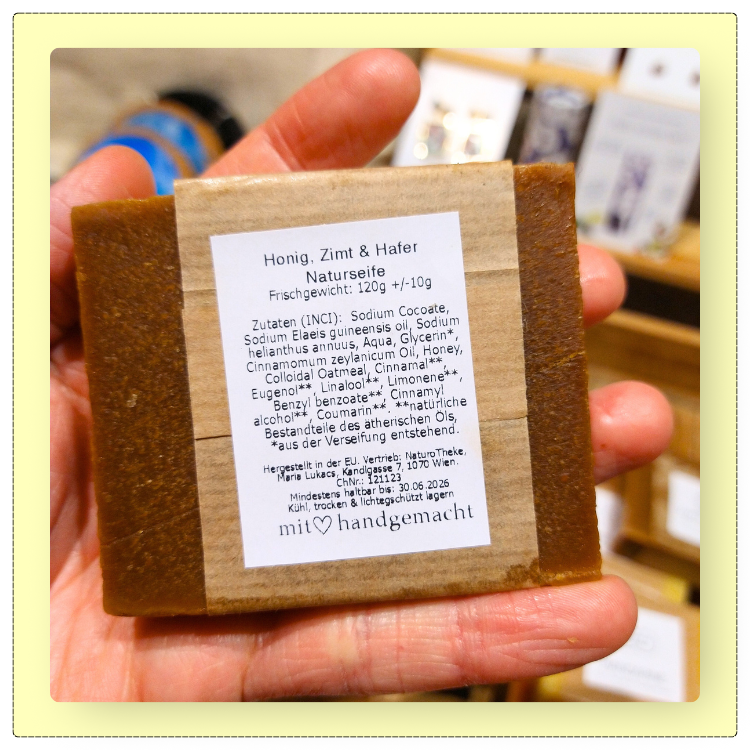 Honig, Zimt & Hafer
Naturseife
Frischgewicht: 120g +/-10g
Zutaten (INCI): Sodium Cocoate,
Sodium Elaeis guineensis oil, Sodium
helianthus annuus, Aqua, Glycerin*,
Cinnamomum zeylanicum Oil, Honey,
Colloidal Oatmeal, Cinnamal**,
Eugenol**, Linalool**, Limonene**,
Benzyl benzoate**, Cinnamyl
alcohol**, Coumarin**. **natürliche
Bestandteile des ätherischen Öls,
*aus der Verseifung entstehend.
Hergestellt in der EU. Vertrieb: NaturoTheke,
Maria Lukacs, Kandlgasse 7, 1070 Wien.
ChNr.: 121123
Mindestens haltbar bis: 30.06.2026
Kühl, trocken & lichtegschützt lagern
mit♡handgemacht